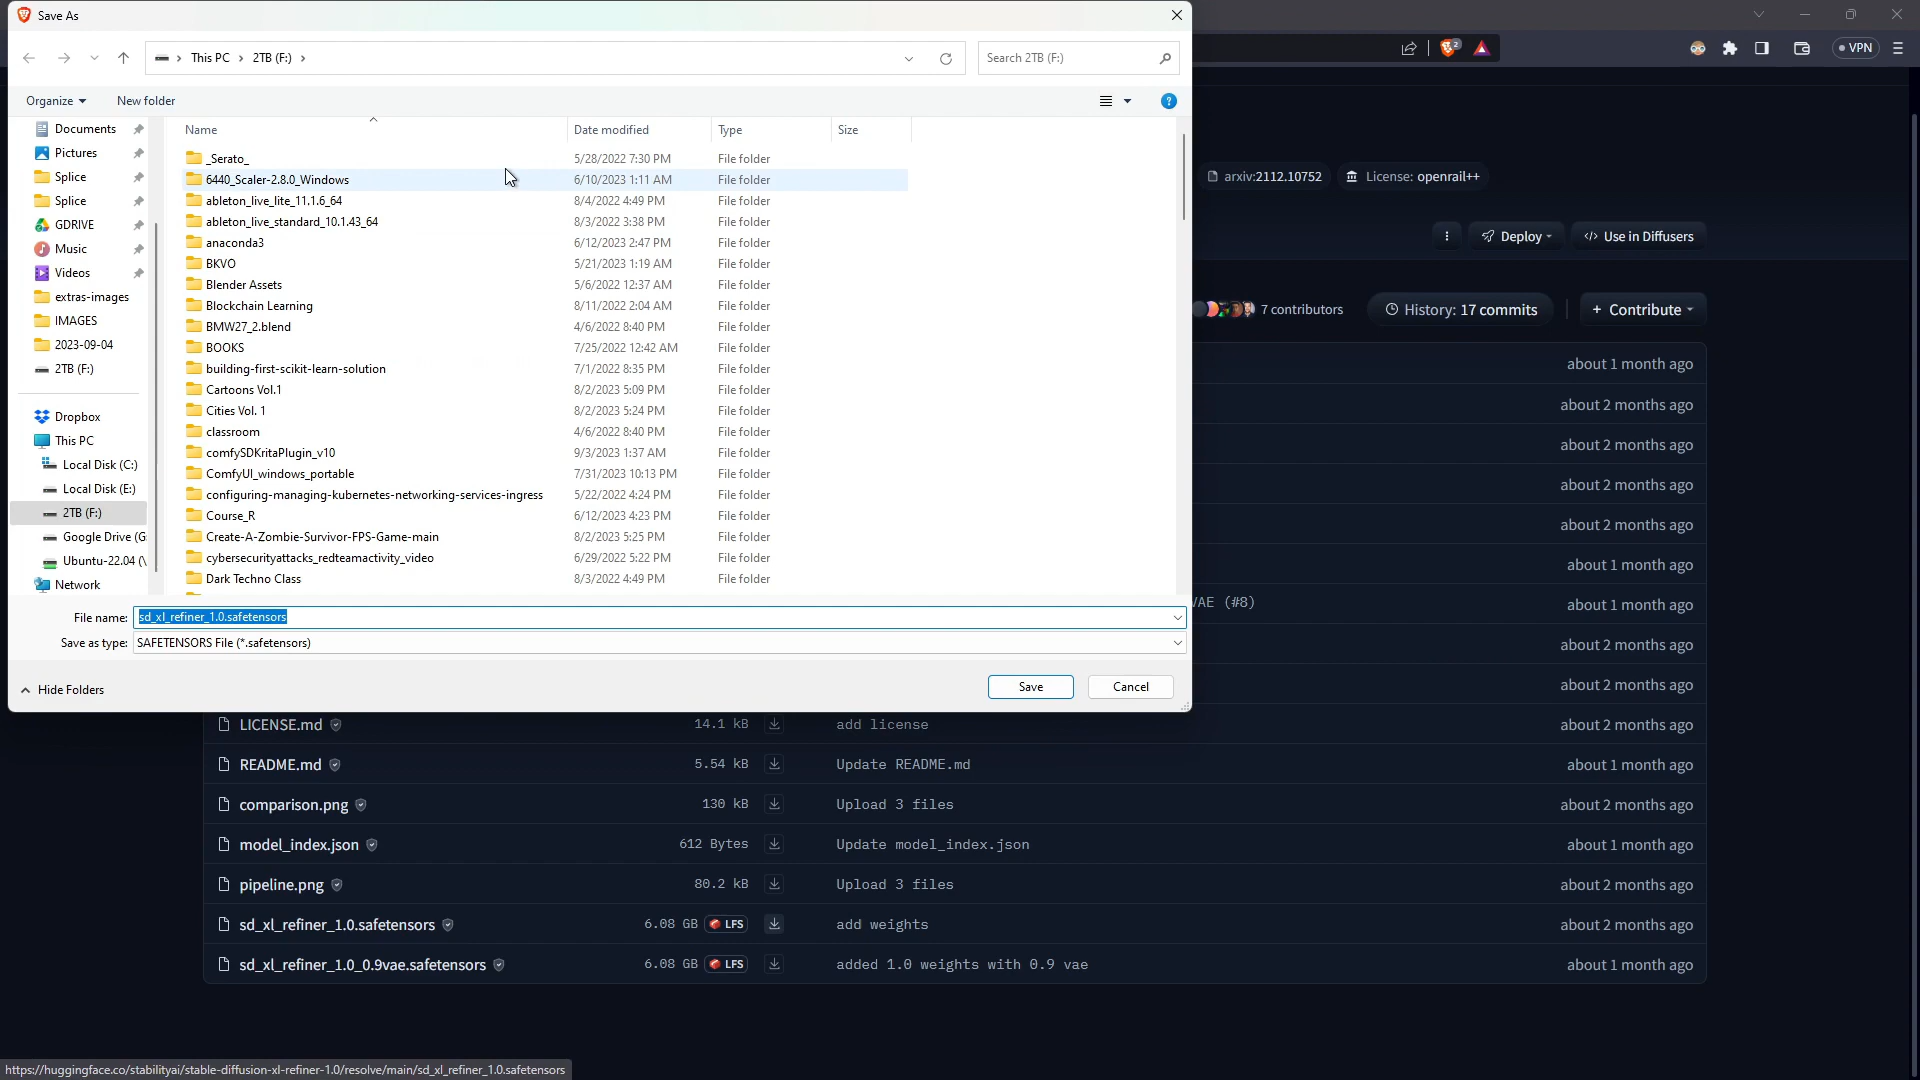 Save As
This PC > 2TB (F:) >
Search 2TB (F:)
VPN
Organize
New folder
Documents
Pictures
Splice
Splice
GDRIVE
Music
Videos
extras-images
IMAGES
2023-09-04
2TB (F:)
Dropbox
This PC
Local Disk (C:)
Local Disk (E:)
2TB (F:)
Google Drive (G:
Ubuntu-22.04 (\
Network
Name Date modified Type Size
_Serato_ 5/28/2022 7:30 PM File folder
6440_Scaler-2.8.0_Windows 6/10/2023 1:11 AM File folder
ableton_live_lite_11.1.6_64 8/4/2022 4:49 PM File folder
ableton_live_standard_10.1.43_64 8/3/2022 3:38 PM File folder
anaconda3 6/12/2023 2:47 PM File folder
BKVO 5/21/2023 1:19 AM File folder
Blender Assets 5/6/2022 12:37 AM File folder
Blockchain Learning 8/11/2022 2:04 AM File folder
BMW27_2.blend 4/6/2022 8:40 PM File folder
BOOKS 7/25/2022 12:42 AM File folder
building-first-scikit-learn-solution 7/1/2022 8:35 PM File folder
Cartoons Vol.1 8/2/2023 5:09 PM File folder
Cities Vol. 1 8/2/2023 5:24 PM File folder
classroom 4/6/2022 8:40 PM File folder
comfySDKritaPlugin_v10 9/3/2023 1:37 AM File folder
ComfyUI_windows_portable 7/31/2023 10:13 PM File folder
configuring-managing-kubernetes-networking-services-ingress 5/22/2022 4:24 PM File folder
Course_R 6/12/2023 4:23 PM File folder
Create-A-Zombie-Survivor-FPS-Game-main 8/2/2023 5:25 PM File folder
cybersecurityattacks_redteamactivity_video 6/29/2022 5:22 PM File folder
Dark Techno Class 8/3/2022 4:49 PM File folder
File name: sd_xl_refiner_1.0.safetensors
Save as type: SAFETENSORS File (*.safetensors)
Hide Folders
Save
Cancel
arxiv:2112.10752
License: openrail++
Deploy
Use in Diffusers
7 contributors
History: 17 commits
+ Contribute
about 1 month ago
about 2 months ago
about 2 months ago
about 2 months ago
about 2 months ago
about 1 month ago
VAE (#8) about 1 month ago
about 2 months ago
about 2 months ago
LICENSE.md 14.1 kB add license about 2 months ago
README.md 5.54 kB Update README.md about 1 month ago
comparison.png 130 kB Upload 3 files about 2 months ago
model_index.json 612 Bytes Update model_index.json about 1 month ago
pipeline.png 80.2 kB Upload 3 files about 2 months ago
sd_xl_refiner_1.0.safetensors 6.08 GB LFS add weights about 2 months ago
sd_xl_refiner_1.0_0.9vae.safetensors 6.08 GB LFS added 1.0 weights with 0.9 vae about 1 month ago
https://huggingface.co/stabilityai/stable-diffusion-xl-refiner-1.0/resolve/main/sd_xl_refiner_1.0.safetensors